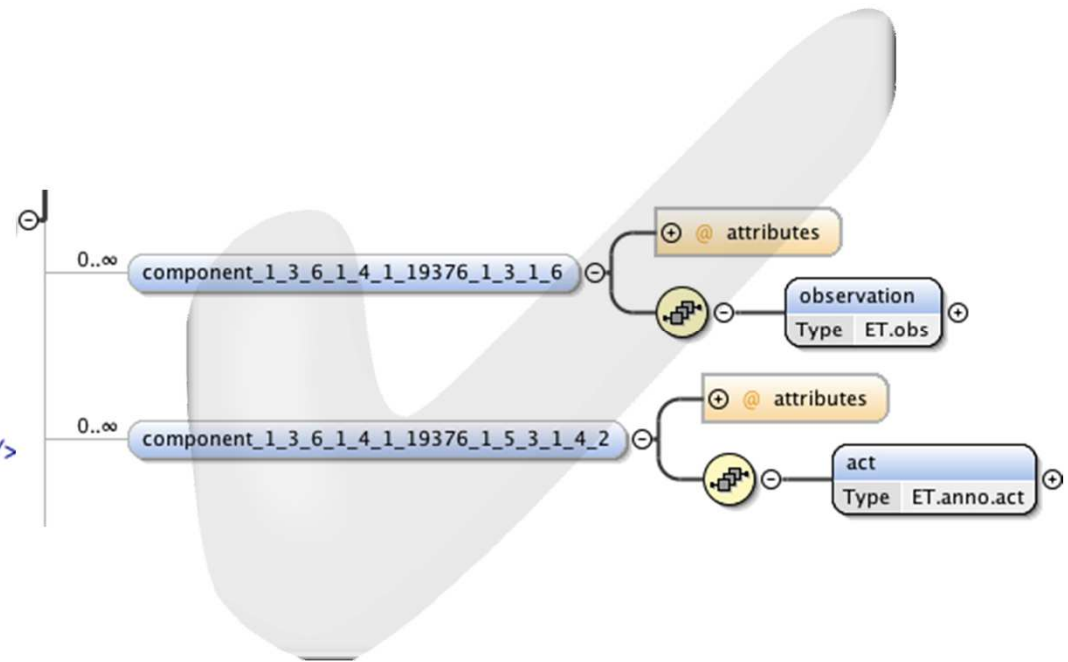 @ attributes
0..∞ component_1_3_6_1_4_1_19376_1_3_1_6
observation
Type ET.obs
@ attributes
0..∞ component_1_3_6_1_4_1_19376_1_5_3_1_4_2
/>
act
Type ET.anno.act